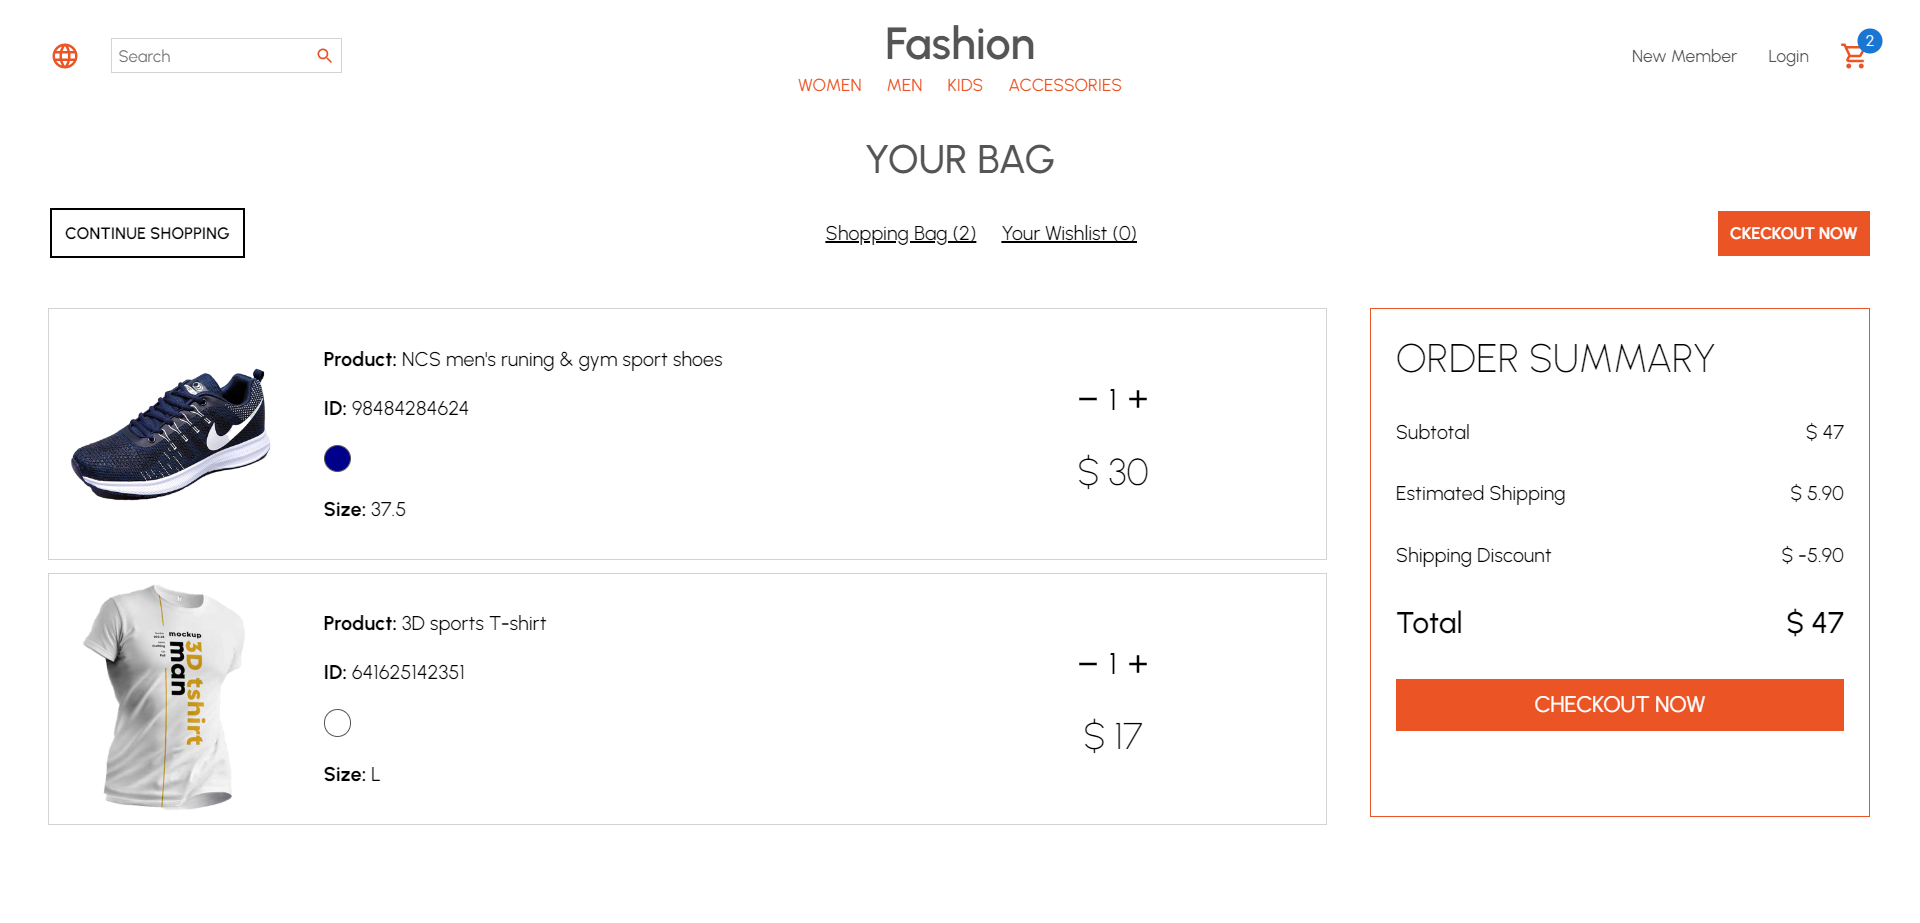 Search
Fashion
New Member
Login
2
WOMEN MEN KIDS ACCESSORIES
YOUR BAG
CONTINUE SHOPPING
Shopping Bag (2)
Your Wishlist (0)
CKECKOUT NOW
Product: NCS men's runing & gym sport shoes
ID: 98484284624
Size: 37.5
− 1 +
$ 30
mockup
man
3D tshirt
Product: 3D sports T-shirt
ID: 641625142351
Size: L
− 1 +
$ 17
ORDER SUMMARY
Subtotal $ 47
Estimated Shipping $ 5.90
Shipping Discount $ -5.90
Total $ 47
CHECKOUT NOW